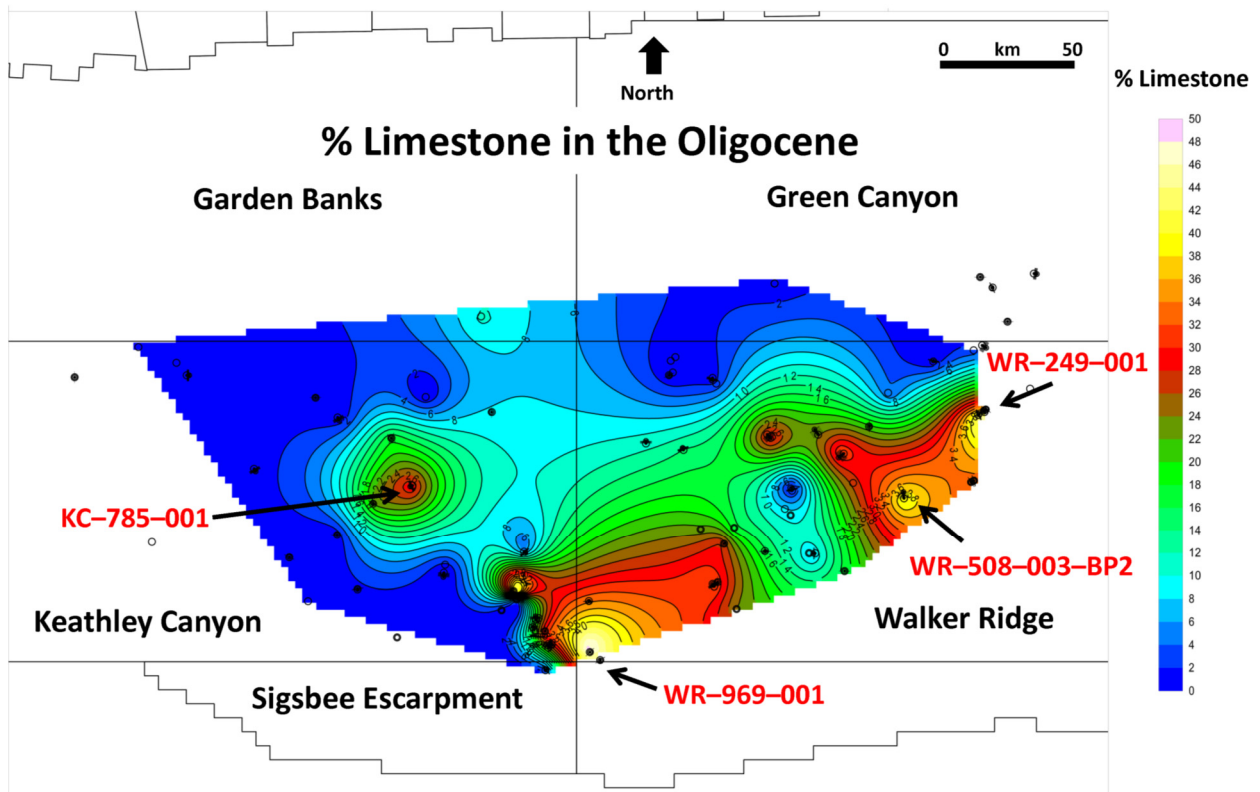 0 km 50
North
% Limestone
% Limestone in the Oligocene
Garden Banks
Green Canyon
WR–249–001
KC–785–001
WR–508–003–BP2
Keathley Canyon
Walker Ridge
Sigsbee Escarpment
WR–969–001
50
48
46
44
42
40
38
36
34
32
30
28
26
24
22
20
18
16
14
12
10
8
6
4
2
0